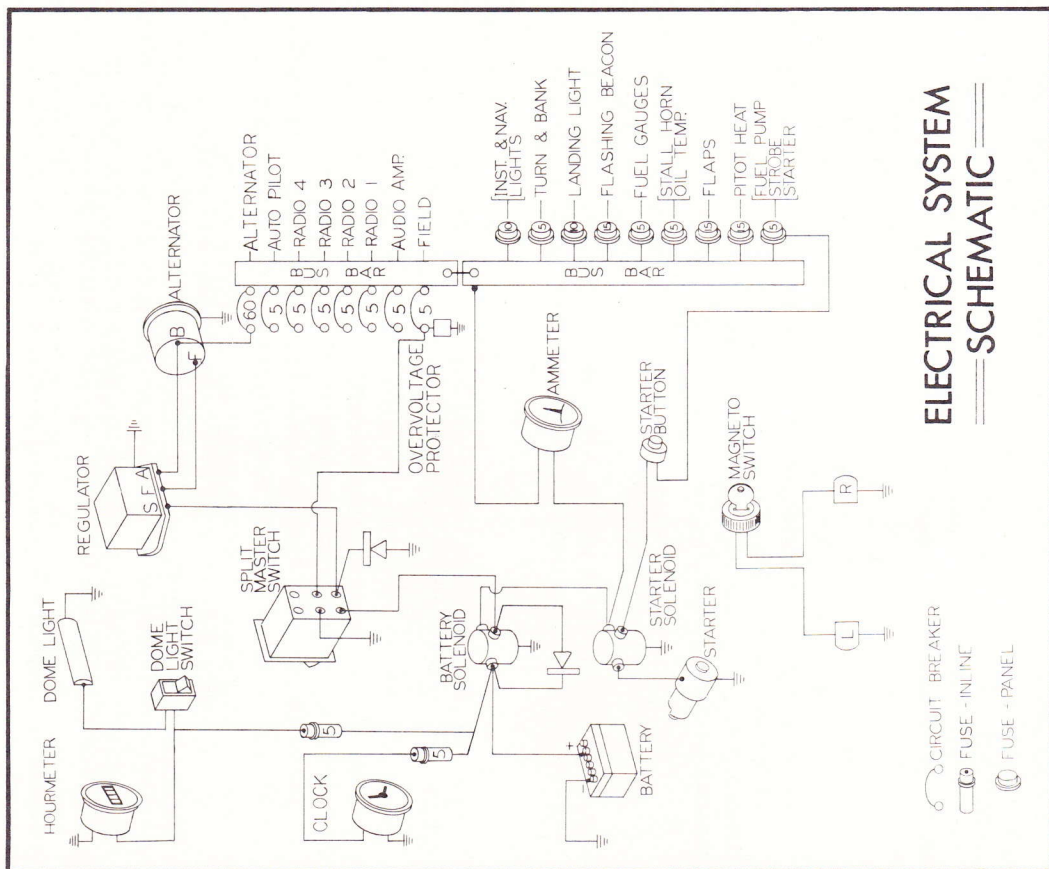 HOURMETER
DOME LIGHT
DOME
LIGHT
SWITCH
REGULATOR
S F A
ALTERNATOR
B
F
CLOCK
5
5
SPLIT
MASTER
SWITCH
OVERVOLTAGE
PROTECTOR
60
5
5
5
5
5
5
5
BUS BAR
ALTERNATOR
AUTO PILOT
RADIO 4
RADIO 3
RADIO 2
RADIO 1
AUDIO AMP.
FIELD
BATTERY
SOLENOID
BATTERY
+
-
STARTER
SOLENOID
STARTER
AMMETER
STARTER
BUTTON
MAGNETO
SWITCH
L
R
BUS BAR
10 INST. & NAV.
LIGHTS
15 TURN & BANK
10 LANDING LIGHT
15 FLASHING BEACON
15 FUEL GAUGES
15 STALL HORN
OIL TEMP.
15 FLAPS
15 PITOT HEAT
15 FUEL PUMP
STROBE
STARTER
CIRCUIT BREAKER
FUSE - INLINE
FUSE - PANEL
ELECTRICAL SYSTEM
SCHEMATIC